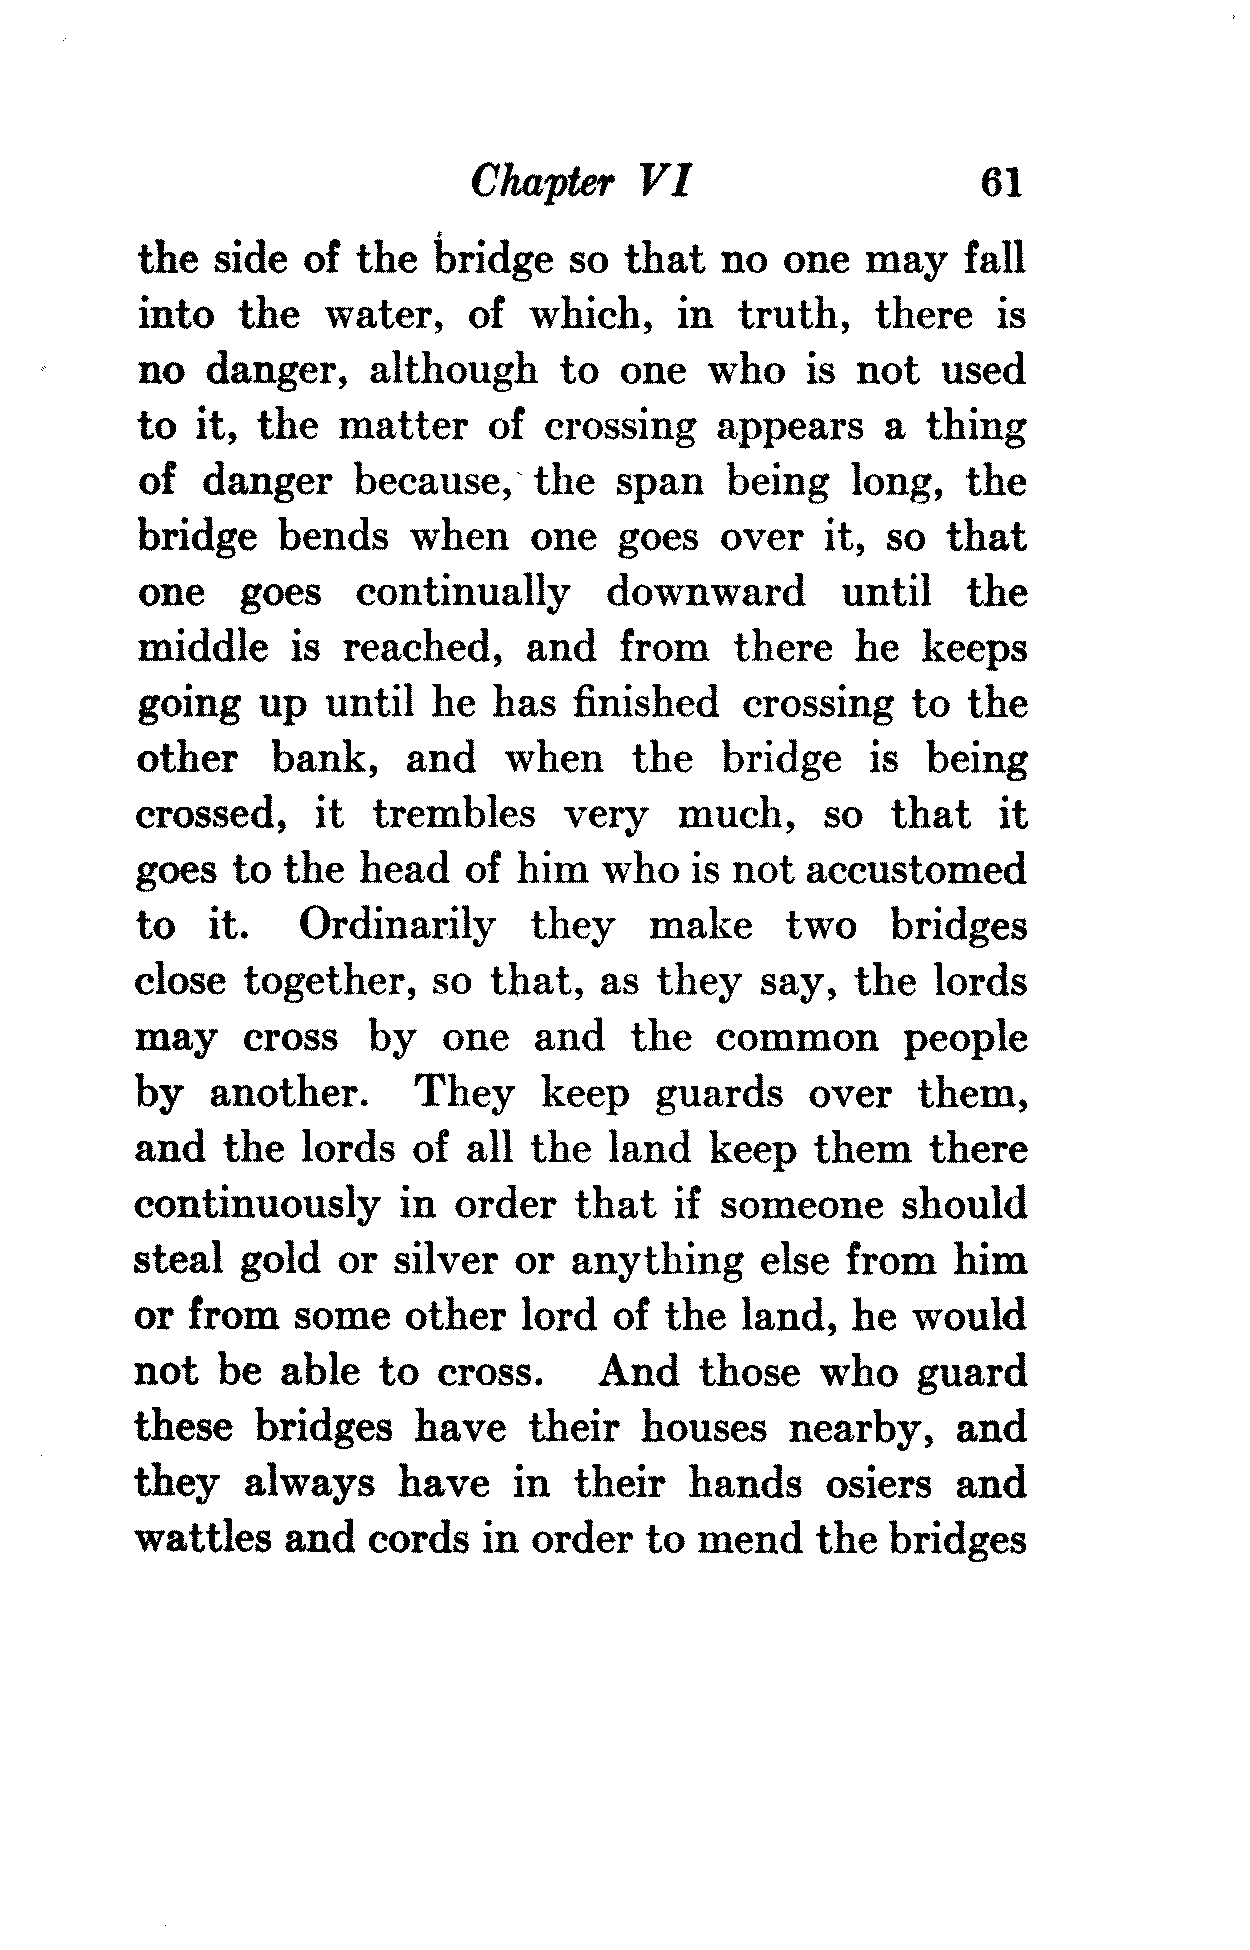 Chapter VI 61
the side of the bridge so that no one may fall
into the water, of which, in truth, there is
no danger, although to one who is not used
to it, the matter of crossing appears a thing
of danger because, the span being long, the
bridge bends when one goes over it, so that
one goes continually downward until the
middle is reached, and from there he keeps
going up until he has finished crossing to the
other bank, and when the bridge is being
crossed, it trembles very much, so that it
goes to the head of him who is not accustomed
to it. Ordinarily they make two bridges
close together, so that, as they say, the lords
may cross by one and the common people
by another. They keep guards over them,
and the lords of all the land keep them there
continuously in order that if someone should
steal gold or silver or anything else from him
or from some other lord of the land, he would
not be able to cross. And those who guard
these bridges have their houses nearby, and
they always have in their hands osiers and
wattles and cords in order to mend the bridges